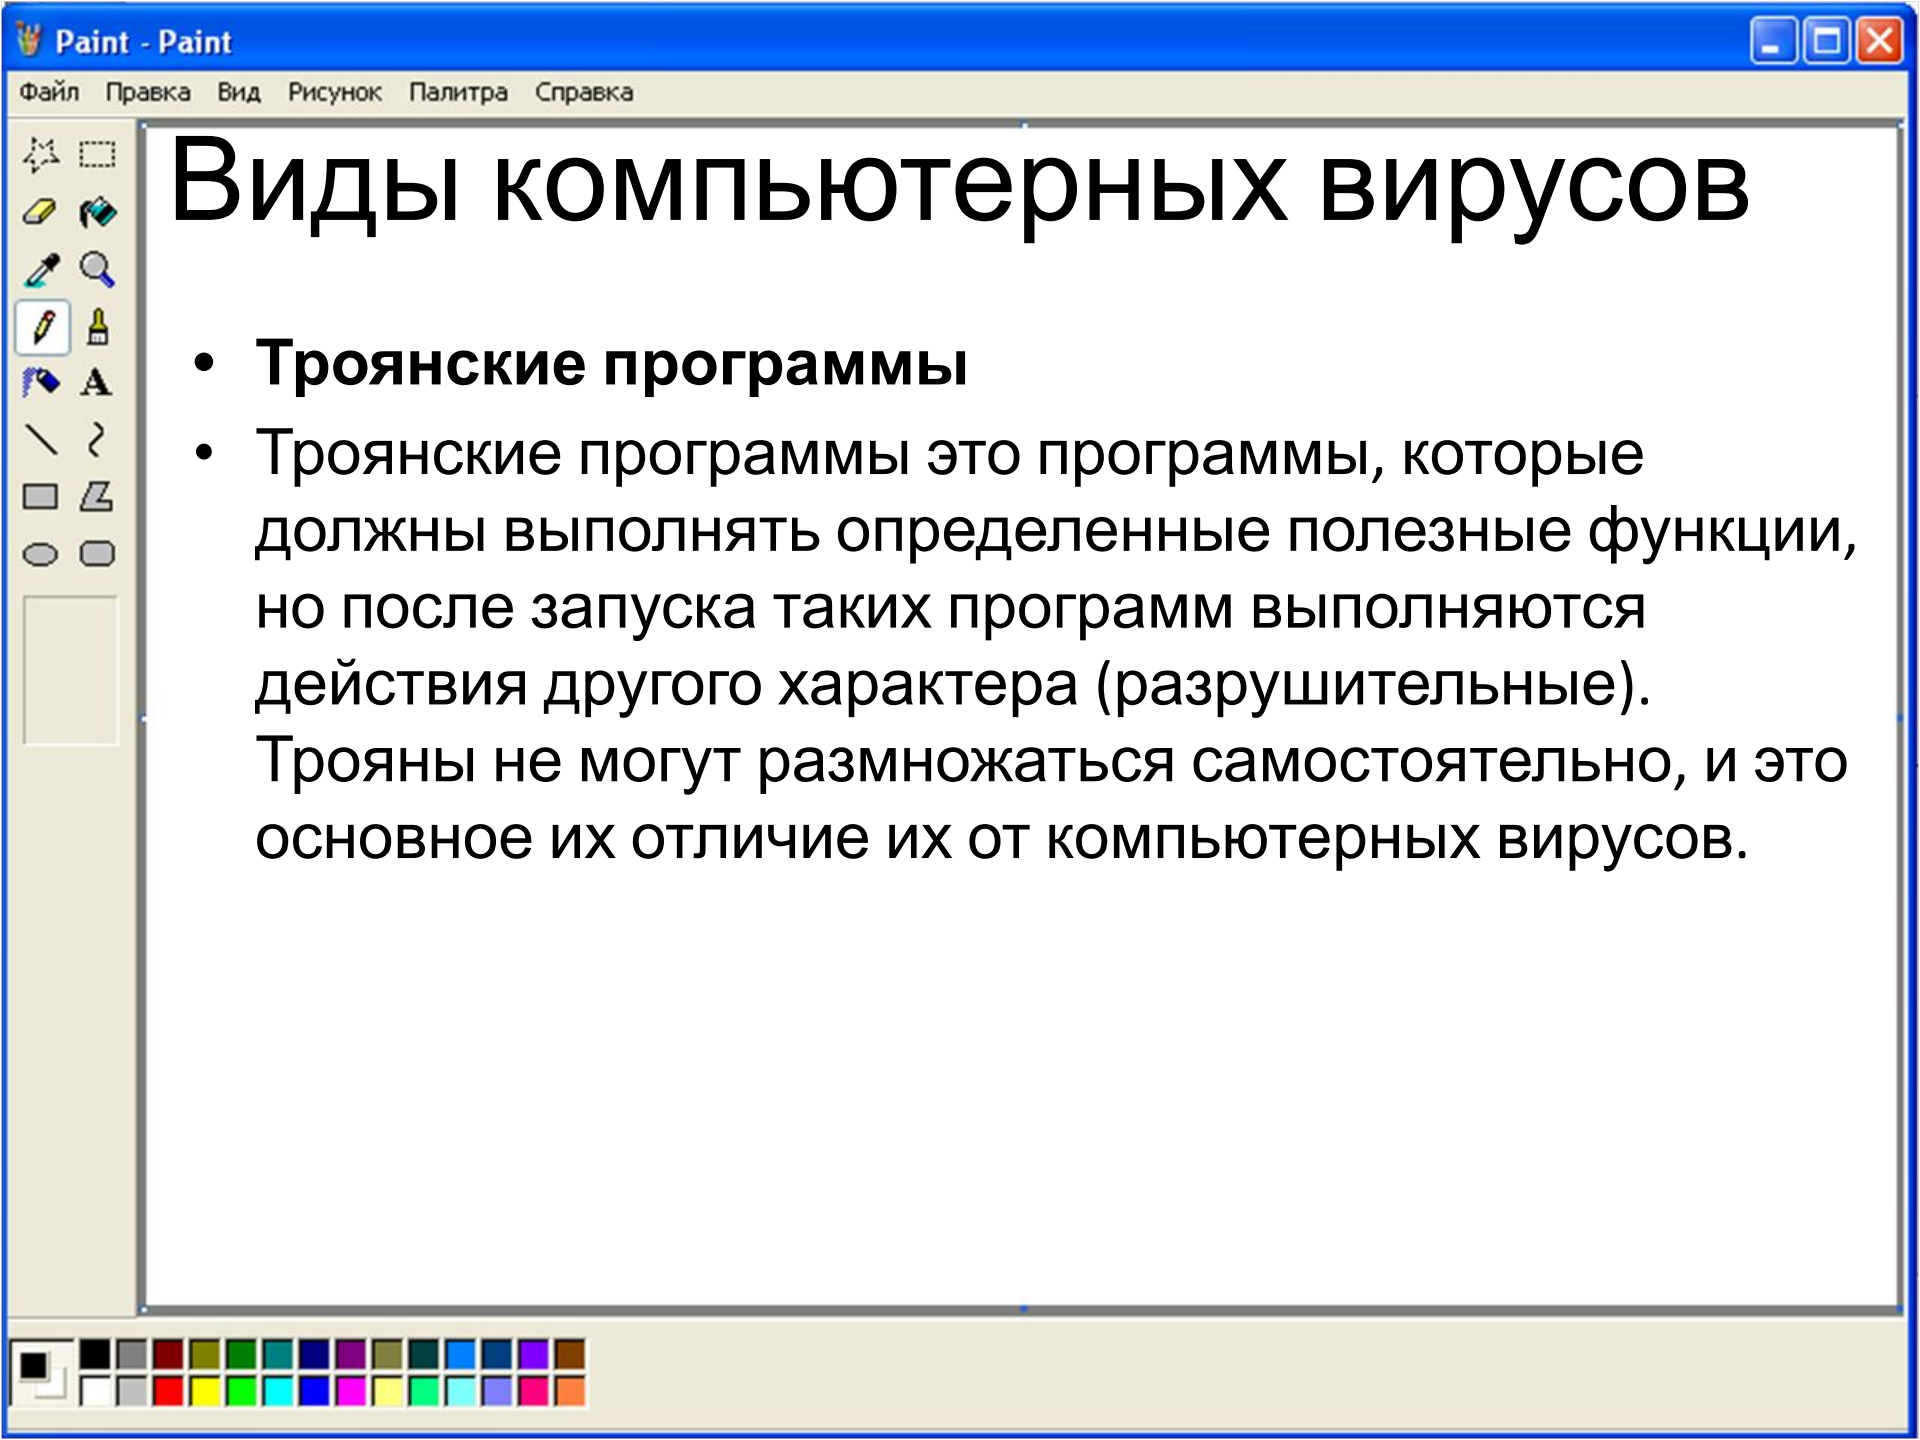 Paint - Paint
Файл Правка Вид Рисунок Палитра Справка
Виды компьютерных вирусов
• Троянские программы
• Троянские программы это программы, которые
должны выполнять определенные полезные функции,
но после запуска таких программ выполняются
действия другого характера (разрушительные).
Трояны не могут размножаться самостоятельно, и это
основное их отличие их от компьютерных вирусов.
A